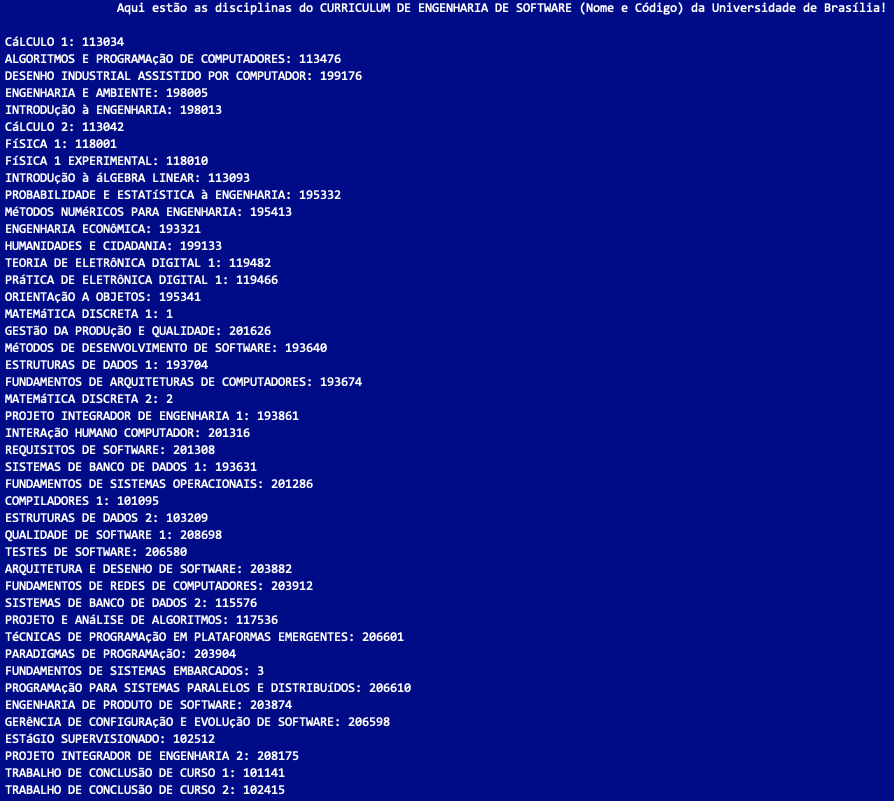 Aqui estão as disciplinas do CURRICULUM DE ENGENHARIA DE SOFTWARE (Nome e Código) da Universidade de Brasília!
CáLCULO 1: 113034
ALGORITMOS E PROGRAMAçãO DE COMPUTADORES: 113476
DESENHO INDUSTRIAL ASSISTIDO POR COMPUTADOR: 199176
ENGENHARIA E AMBIENTE: 198005
INTRODUçãO à ENGENHARIA: 198013
CáLCULO 2: 113042
FíSICA 1: 118001
FíSICA 1 EXPERIMENTAL: 118010
INTRODUçãO à áLGEBRA LINEAR: 113093
PROBABILIDADE E ESTATíSTICA à ENGENHARIA: 195332
MéTODOS NUMéRICOS PARA ENGENHARIA: 195413
ENGENHARIA ECONôMICA: 193321
HUMANIDADES E CIDADANIA: 199133
TEORIA DE ELETRôNICA DIGITAL 1: 119482
PRáTICA DE ELETRôNICA DIGITAL 1: 119466
ORIENTAçãO A OBJETOS: 195341
MATEMáTICA DISCRETA 1: 1
GESTãO DA PRODUçãO E QUALIDADE: 201626
MéTODOS DE DESENVOLVIMENTO DE SOFTWARE: 193640
ESTRUTURAS DE DADOS 1: 193704
FUNDAMENTOS DE ARQUITETURAS DE COMPUTADORES: 193674
MATEMáTICA DISCRETA 2: 2
PROJETO INTEGRADOR DE ENGENHARIA 1: 193861
INTERAçãO HUMANO COMPUTADOR: 201316
REQUISITOS DE SOFTWARE: 201308
SISTEMAS DE BANCO DE DADOS 1: 193631
FUNDAMENTOS DE SISTEMAS OPERACIONAIS: 201286
COMPILADORES 1: 101095
ESTRUTURAS DE DADOS 2: 103209
QUALIDADE DE SOFTWARE 1: 208698
TESTES DE SOFTWARE: 206580
ARQUITETURA E DESENHO DE SOFTWARE: 203882
FUNDAMENTOS DE REDES DE COMPUTADORES: 203912
SISTEMAS DE BANCO DE DADOS 2: 115576
PROJETO E ANáLISE DE ALGORITMOS: 117536
TéCNICAS DE PROGRAMAçãO EM PLATAFORMAS EMERGENTES: 206601
PARADIGMAS DE PROGRAMAçãO: 203904
FUNDAMENTOS DE SISTEMAS EMBARCADOS: 3
PROGRAMAçãO PARA SISTEMAS PARALELOS E DISTRIBUíDOS: 206610
ENGENHARIA DE PRODUTO DE SOFTWARE: 203874
GERêNCIA DE CONFIGURAçãO E EVOLUçãO DE SOFTWARE: 206598
ESTáGIO SUPERVISIONADO: 102512
PROJETO INTEGRADOR DE ENGENHARIA 2: 208175
TRABALHO DE CONCLUSãO DE CURSO 1: 101141
TRABALHO DE CONCLUSãO DE CURSO 2: 102415